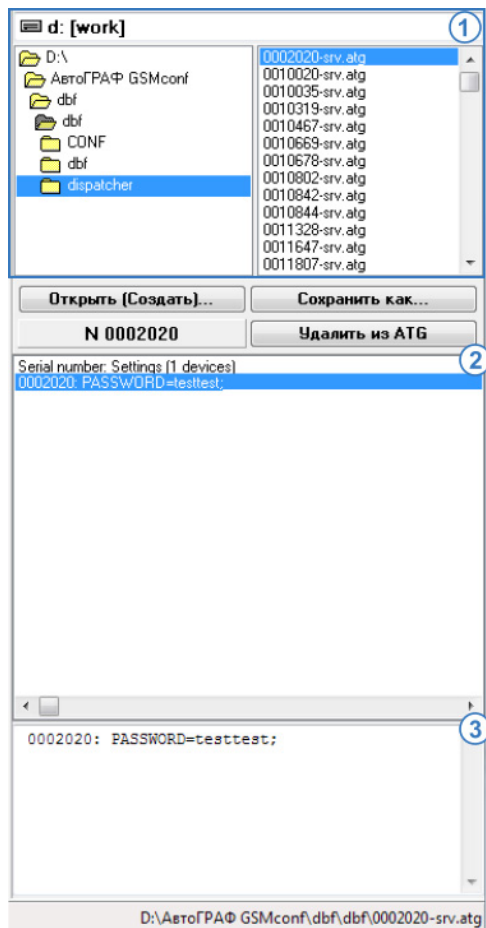 d: [work]
1
D:\
АвтоГРАФ GSMconf
dbf
dbf
CONF
dbf
dispatcher
0002020-srv.atg
0010020-srv.atg
0010035-srv.atg
0010319-srv.atg
0010467-srv.atg
0010669-srv.atg
0010678-srv.atg
0010802-srv.atg
0010842-srv.atg
0010844-srv.atg
0011328-srv.atg
0011647-srv.atg
0011807-srv.atg
Открыть (Создать)...
Сохранить как...
N 0002020
Удалить из ATG
2
Serial number: Settings (1 devices)
0002020: PASSWORD=testtest;
3
0002020: PASSWORD=testtest;
D:\АвтоГРАФ GSMconf\dbf\dbf\0002020-srv.atg